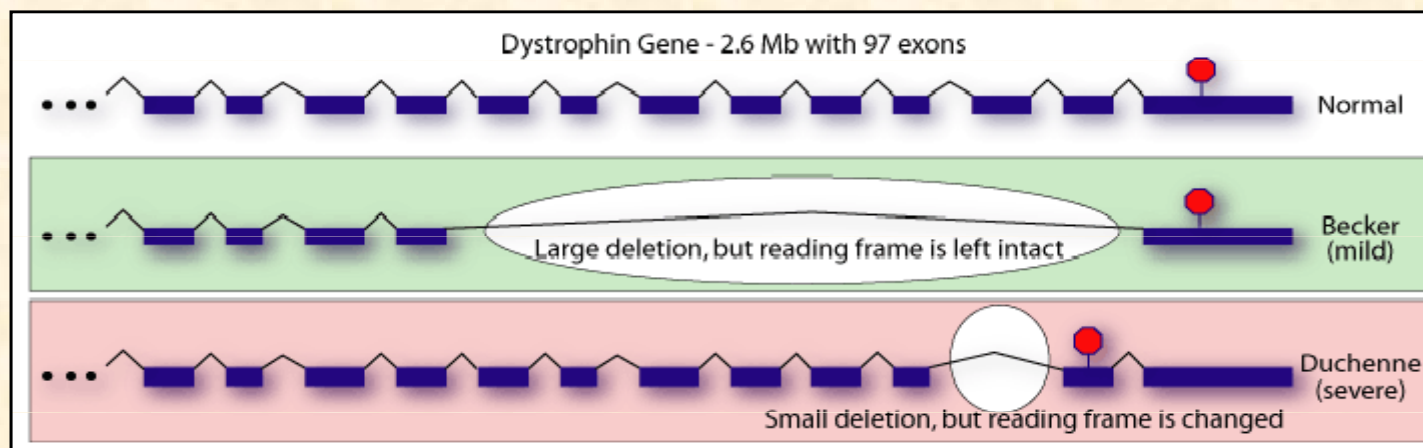 Dystrophin Gene - 2.6 Mb with 97 exons
Normal
Large deletion, but reading frame is left intact
Becker
(mild)
Duchenne
(severe)
Small deletion, but reading frame is changed